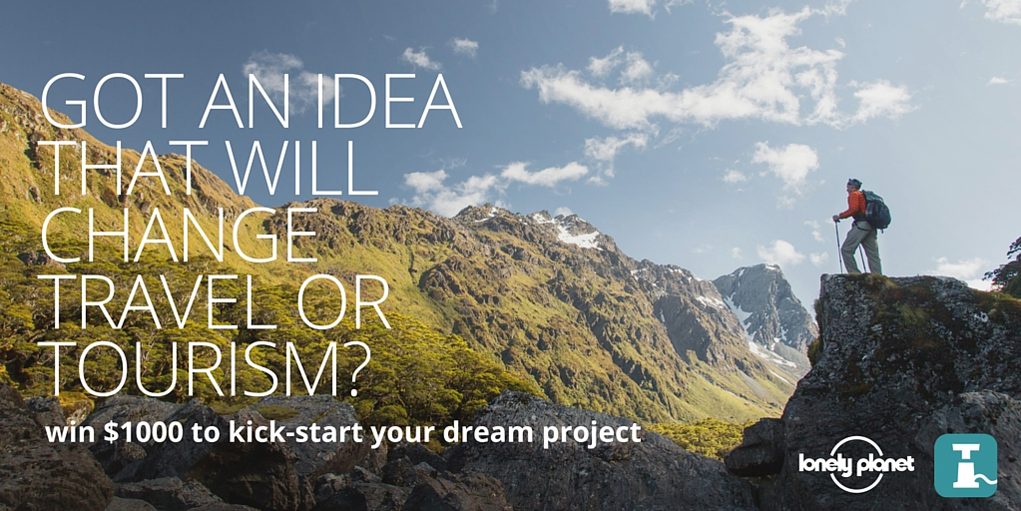 GOT AN IDEA
THAT WILL
CHANGE
TRAVEL OR
TOURISM?
win $1000 to kick-start your dream project
lonely planet